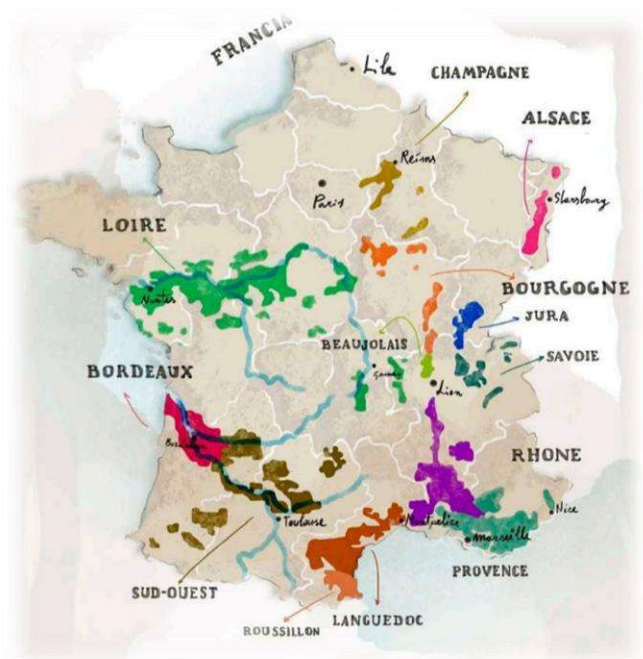 FRANCIA
Lila
CHAMPAGNE
ALSACE
Reims
Paris
Strasbourg
LOIRE
Nantes
BOURGOGNE
JURA
BEAUJOLAIS
SAVOIE
BORDEAUX
Lion
RHONE
Nice
Toulouse
Montpelier
Marseille
PROVENCE
SUD-OUEST
LANGUEDOC
ROUSSILLON